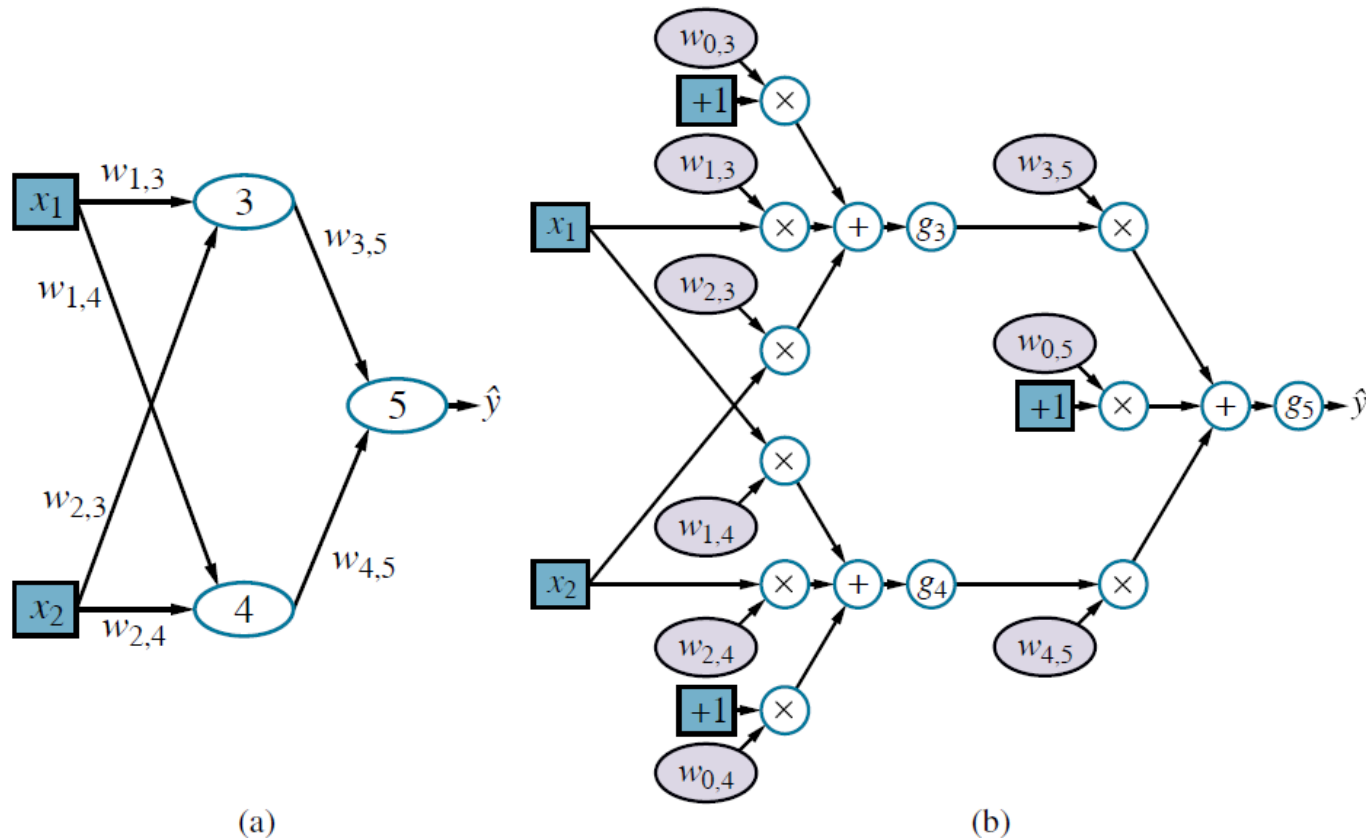 x1
w1,3
3
w3,5
w1,4
5
ŷ
w2,3
w4,5
x2
w2,4
4
(a)
w0,3
+1
×
w1,3
w3,5
x1
×
+
g3
×
w2,3
×
w0,5
+1
×
+
g5
ŷ
×
w1,4
x2
×
+
g4
×
w2,4
w4,5
+1
×
w0,4
(b)